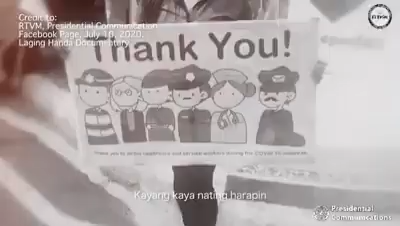 Credit to:
RTVM, Presidential Communication
Facebook Page, July 10, 2020,
Laging Handa Documentary
Thank You!
Kayang kaya nating harapin
Presidential
Communications